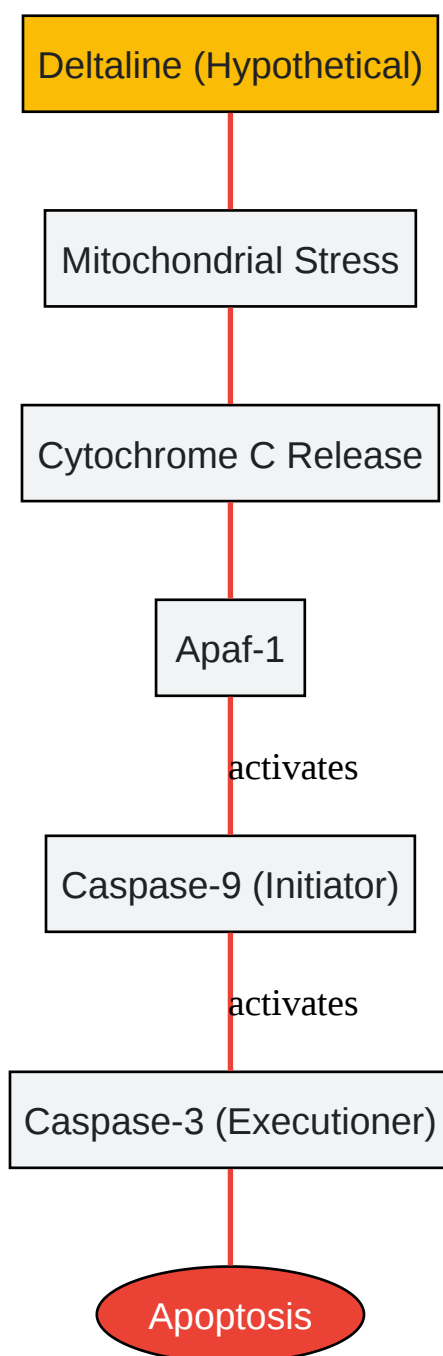 Deltaline (Hypothetical)
Mitochondrial Stress
Cytochrome C Release
Apaf-1
activates
Caspase-9 (Initiator)
activates
Caspase-3 (Executioner)
Apoptosis